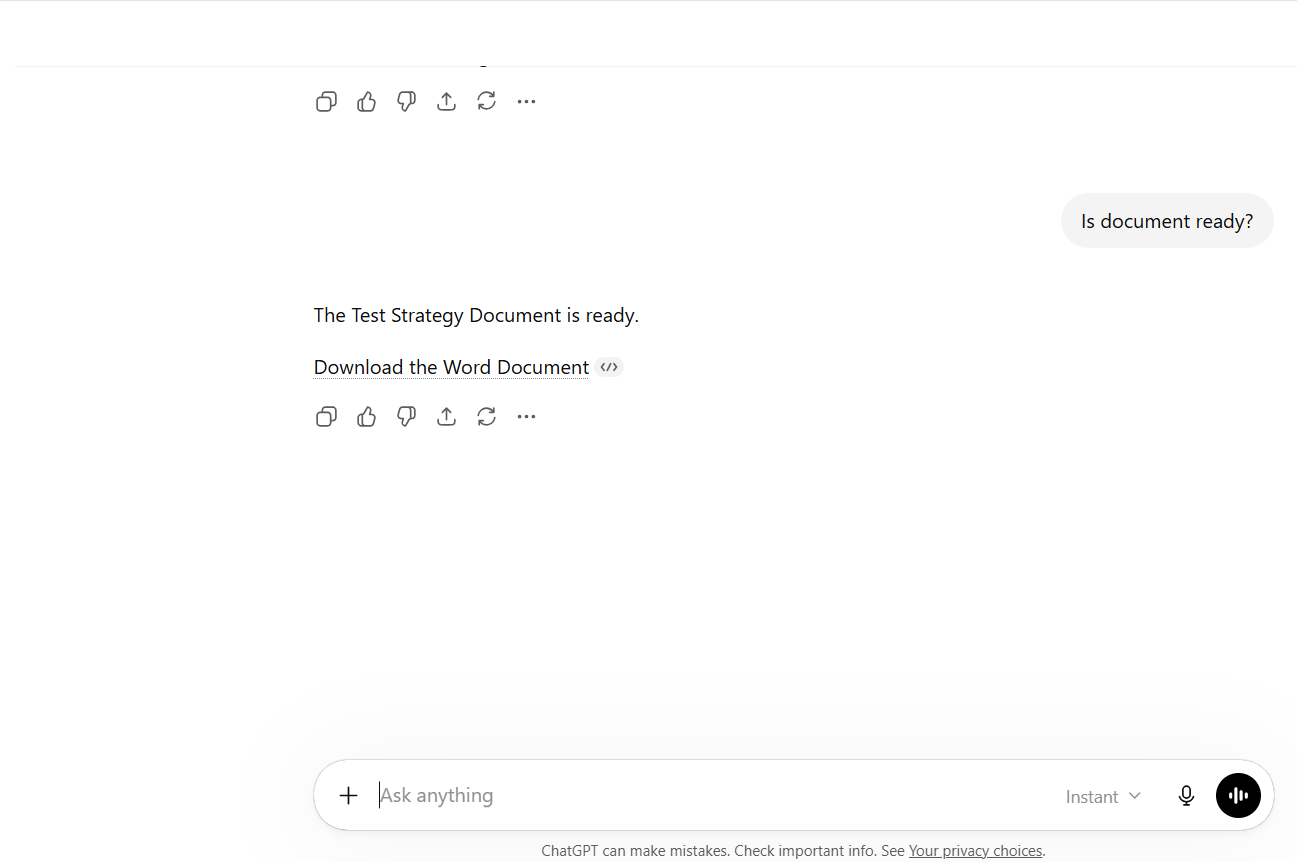 Is document ready?
The Test Strategy Document is ready.
Download the Word Document
Ask anything
Instant
ChatGPT can make mistakes. Check important info. See Your privacy choices.